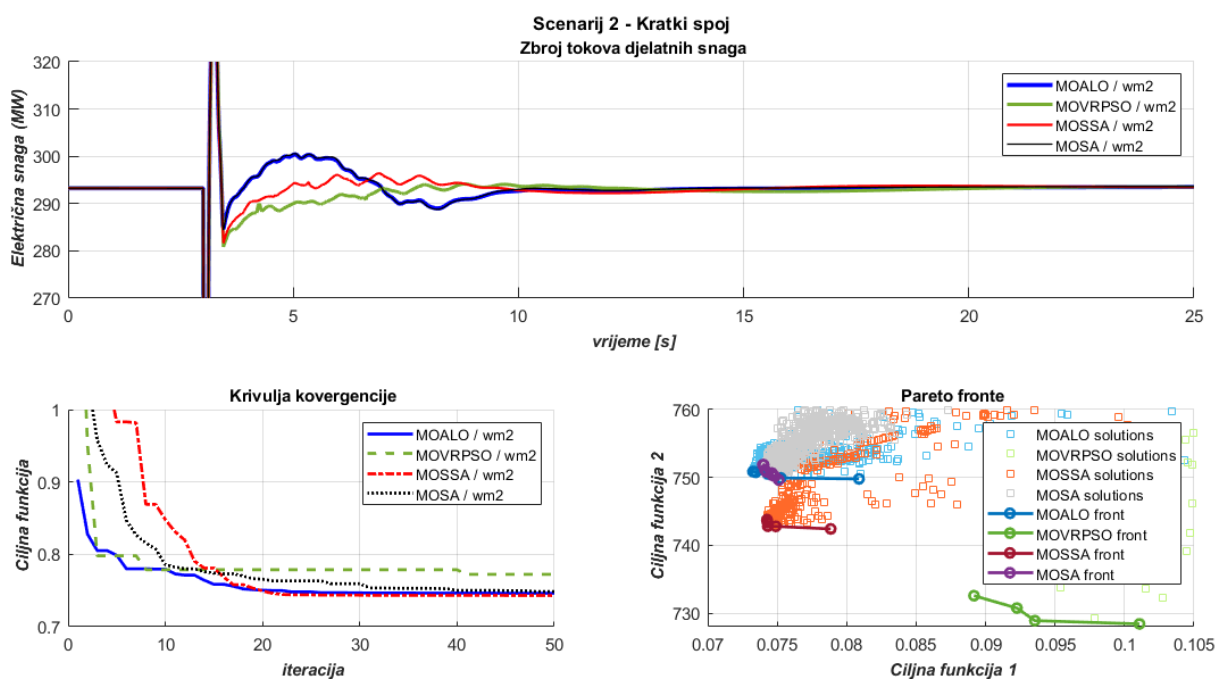 Scenarij 2 - Kratki spoj
Zbroj tokova djelatnih snaga
Električna snaga (MW)
320
310
300
290
280
270
0
5
10
15
20
25
vrijeme [s]
MOALO / wm2
MOVRPSO / wm2
MOSSA / wm2
MOSA / wm2
Krivulja kovergencije
Ciljna funkcija
1
0.9
0.8
0.7
0
10
20
30
40
50
iteracija
MOALO / wm2
MOVRPSO / wm2
MOSSA / wm2
MOSA / wm2
Pareto fronte
Ciljna funkcija 2
760
750
740
730
0.07
0.075
0.08
0.085
0.09
0.095
0.1
0.105
Ciljna funkcija 1
MOALO solutions
MOVRPSO solutions
MOSSA solutions
MOSA solutions
MOALO front
MOVRPSO front
MOSSA front
MOSA front